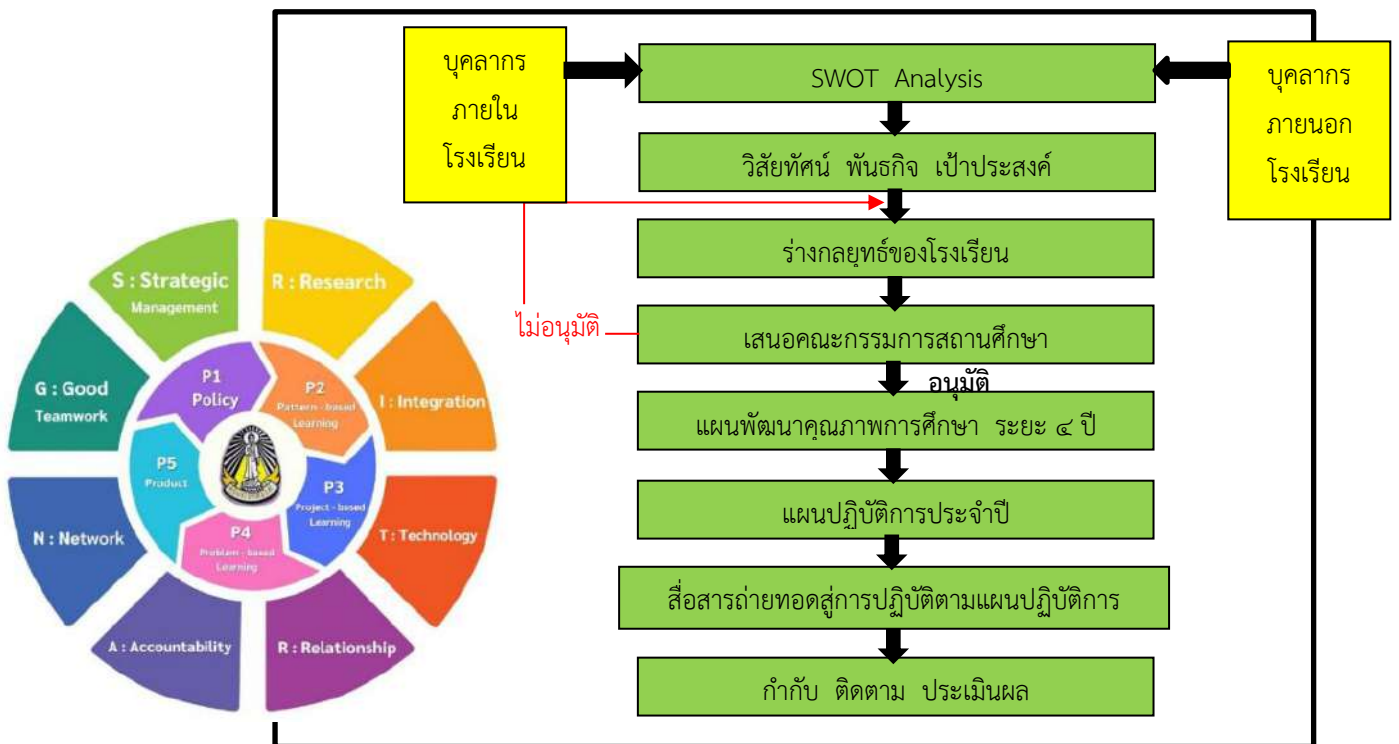 บุคลากร
ภายใน
โรงเรียน
SWOT Analysis
บุคลากร
ภายนอก
โรงเรียน
วิสัยทัศน์ พันธกิจ เป้าประสงค์
ร่างกลยุทธ์ของโรงเรียน
ไม่อนุมัติ
เสนอคณะกรรมการสถานศึกษา
อนุมัติ
แผนพัฒนาคุณภาพการศึกษา ระยะ ๔ ปี
แผนปฏิบัติการประจำปี
สื่อสารถ่ายทอดสู่การปฏิบัติตามแผนปฏิบัติการ
กำกับ ติดตาม ประเมินผล
S : Strategic
Management
R : Research
I : Integration
T : Technology
R : Relationship
A : Accountability
N : Network
G : Good
Teamwork
P1
Policy
P2
Pattern - based
Learning
P3
Project - based
Learning
P4
Problem - based
Learning
P5
Product